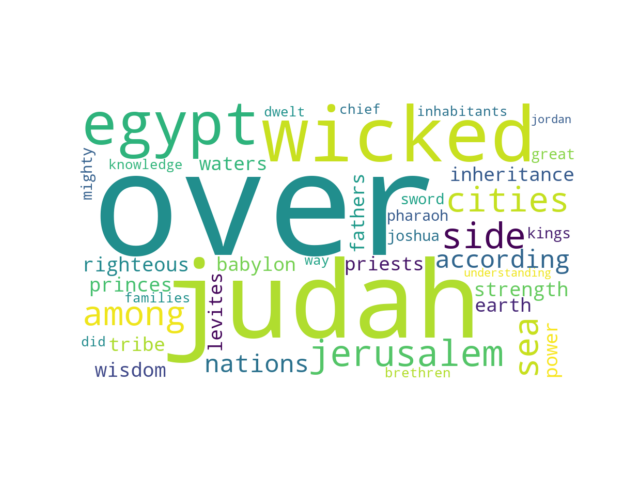 dwelt chief inhabitants jordan
egypt wicked
mighty knowledge waters great
over fathers inheritance
sword cities
pharaoh
joshua side kings
righteous babylon way priests according
understanding
princes judah strength
families levites earth
among
did tribe sea power
nations jerusalem
wisdom brethren